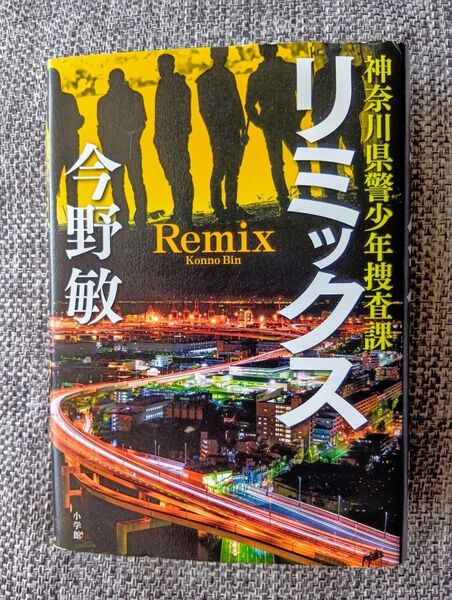 神奈川県警少年捜査課
リミックス
Remix
Konno Bin
今野敏
小学館